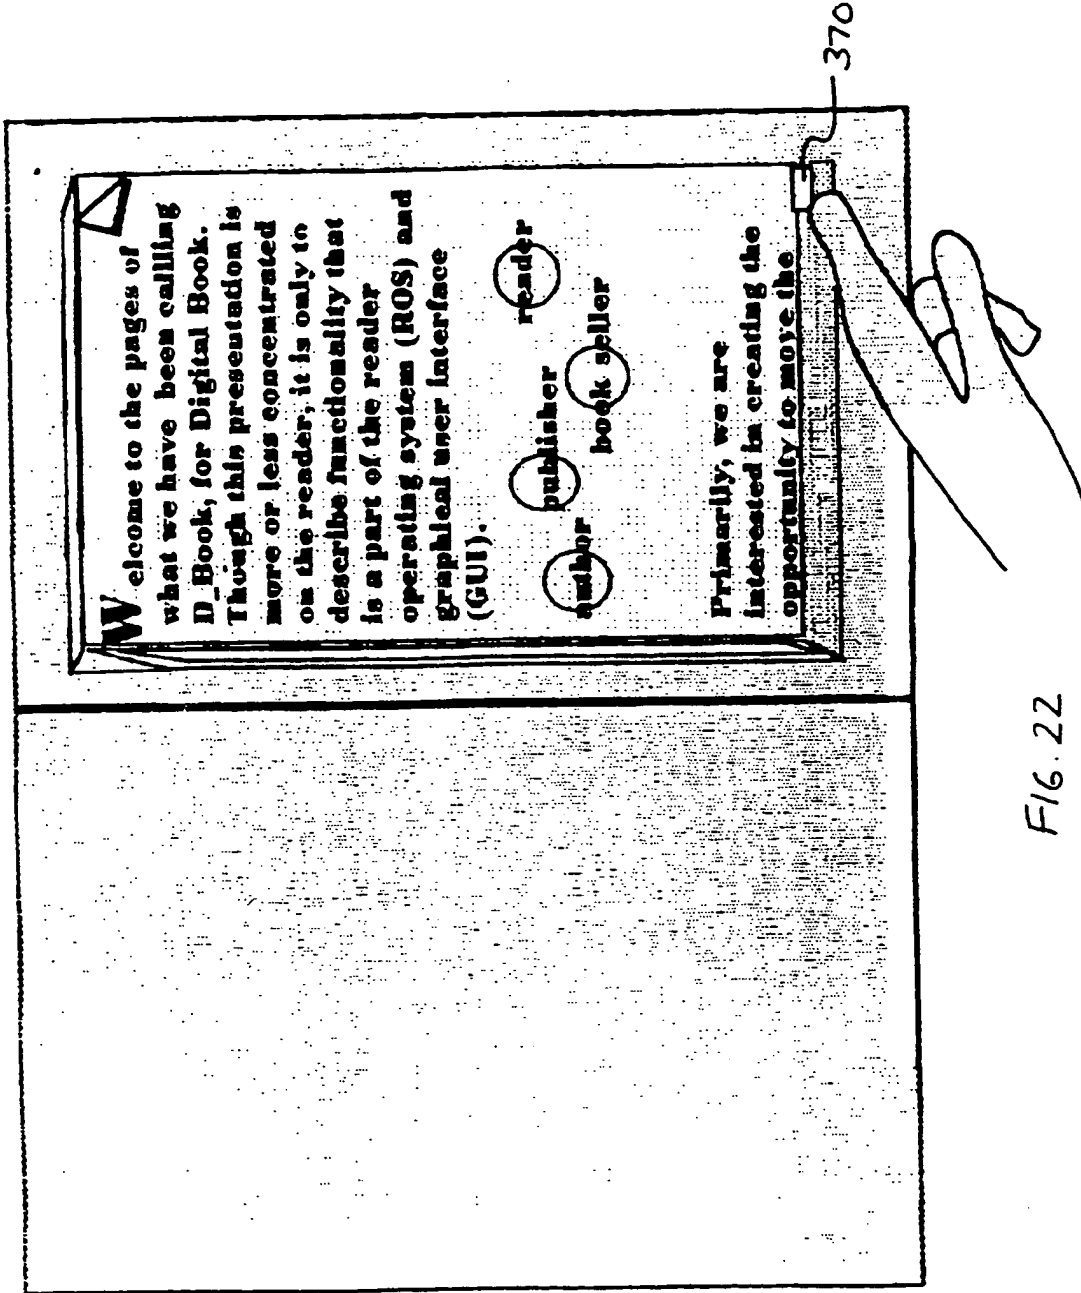 Welcome to the pages of
what we have been calling
D_Book, for Digital Book.
Though this presentation is
more or less concentrated
on the reader, it is only to
describe functionality that
is a part of the reader
operating system (ROS) and
graphical user interface
(GUI).
author publisher reader
book seller
Primarily, we are
interested in creating the
opportunity to move the
370
FIG. 22